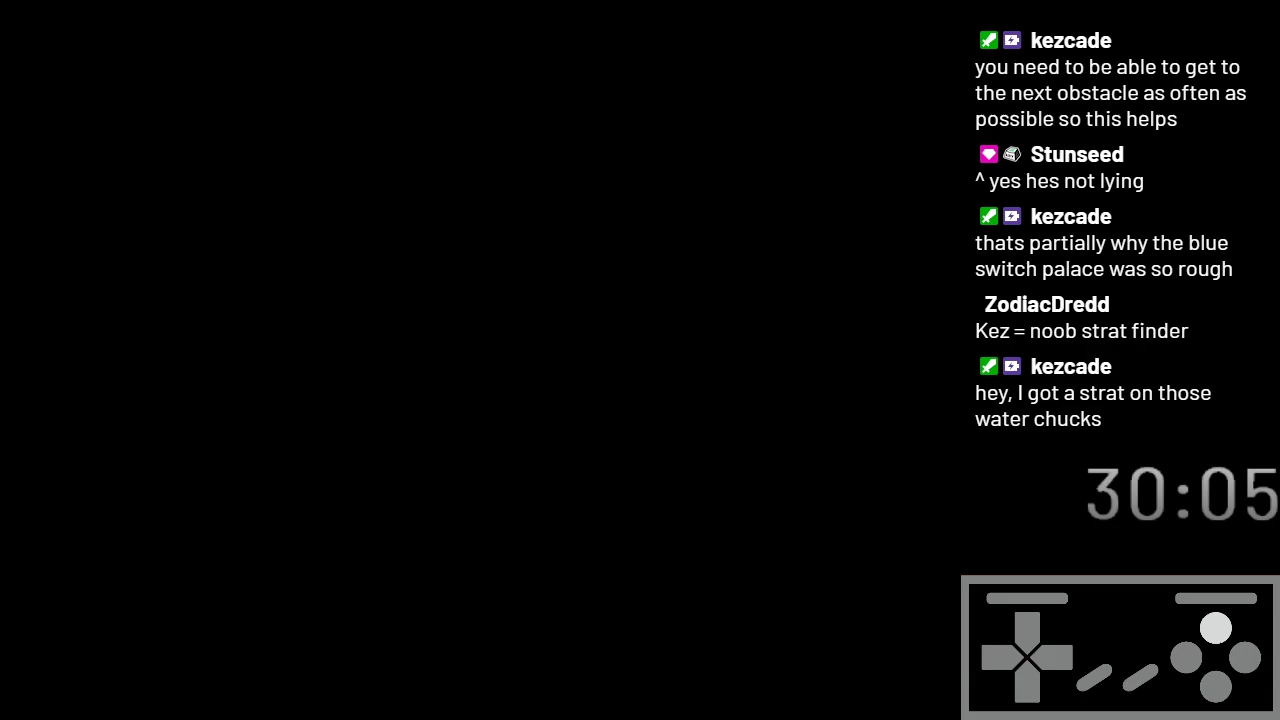 kezcade
you need to be able to get to
the next obstacle as often as
possible so this helps
Stunseed
^ yes hes not lying
kezcade
thats partially why the blue
switch palace was so rough
ZodiacDredd
Kez = noob strat finder
kezcade
hey, I got a strat on those
water chucks
30:05